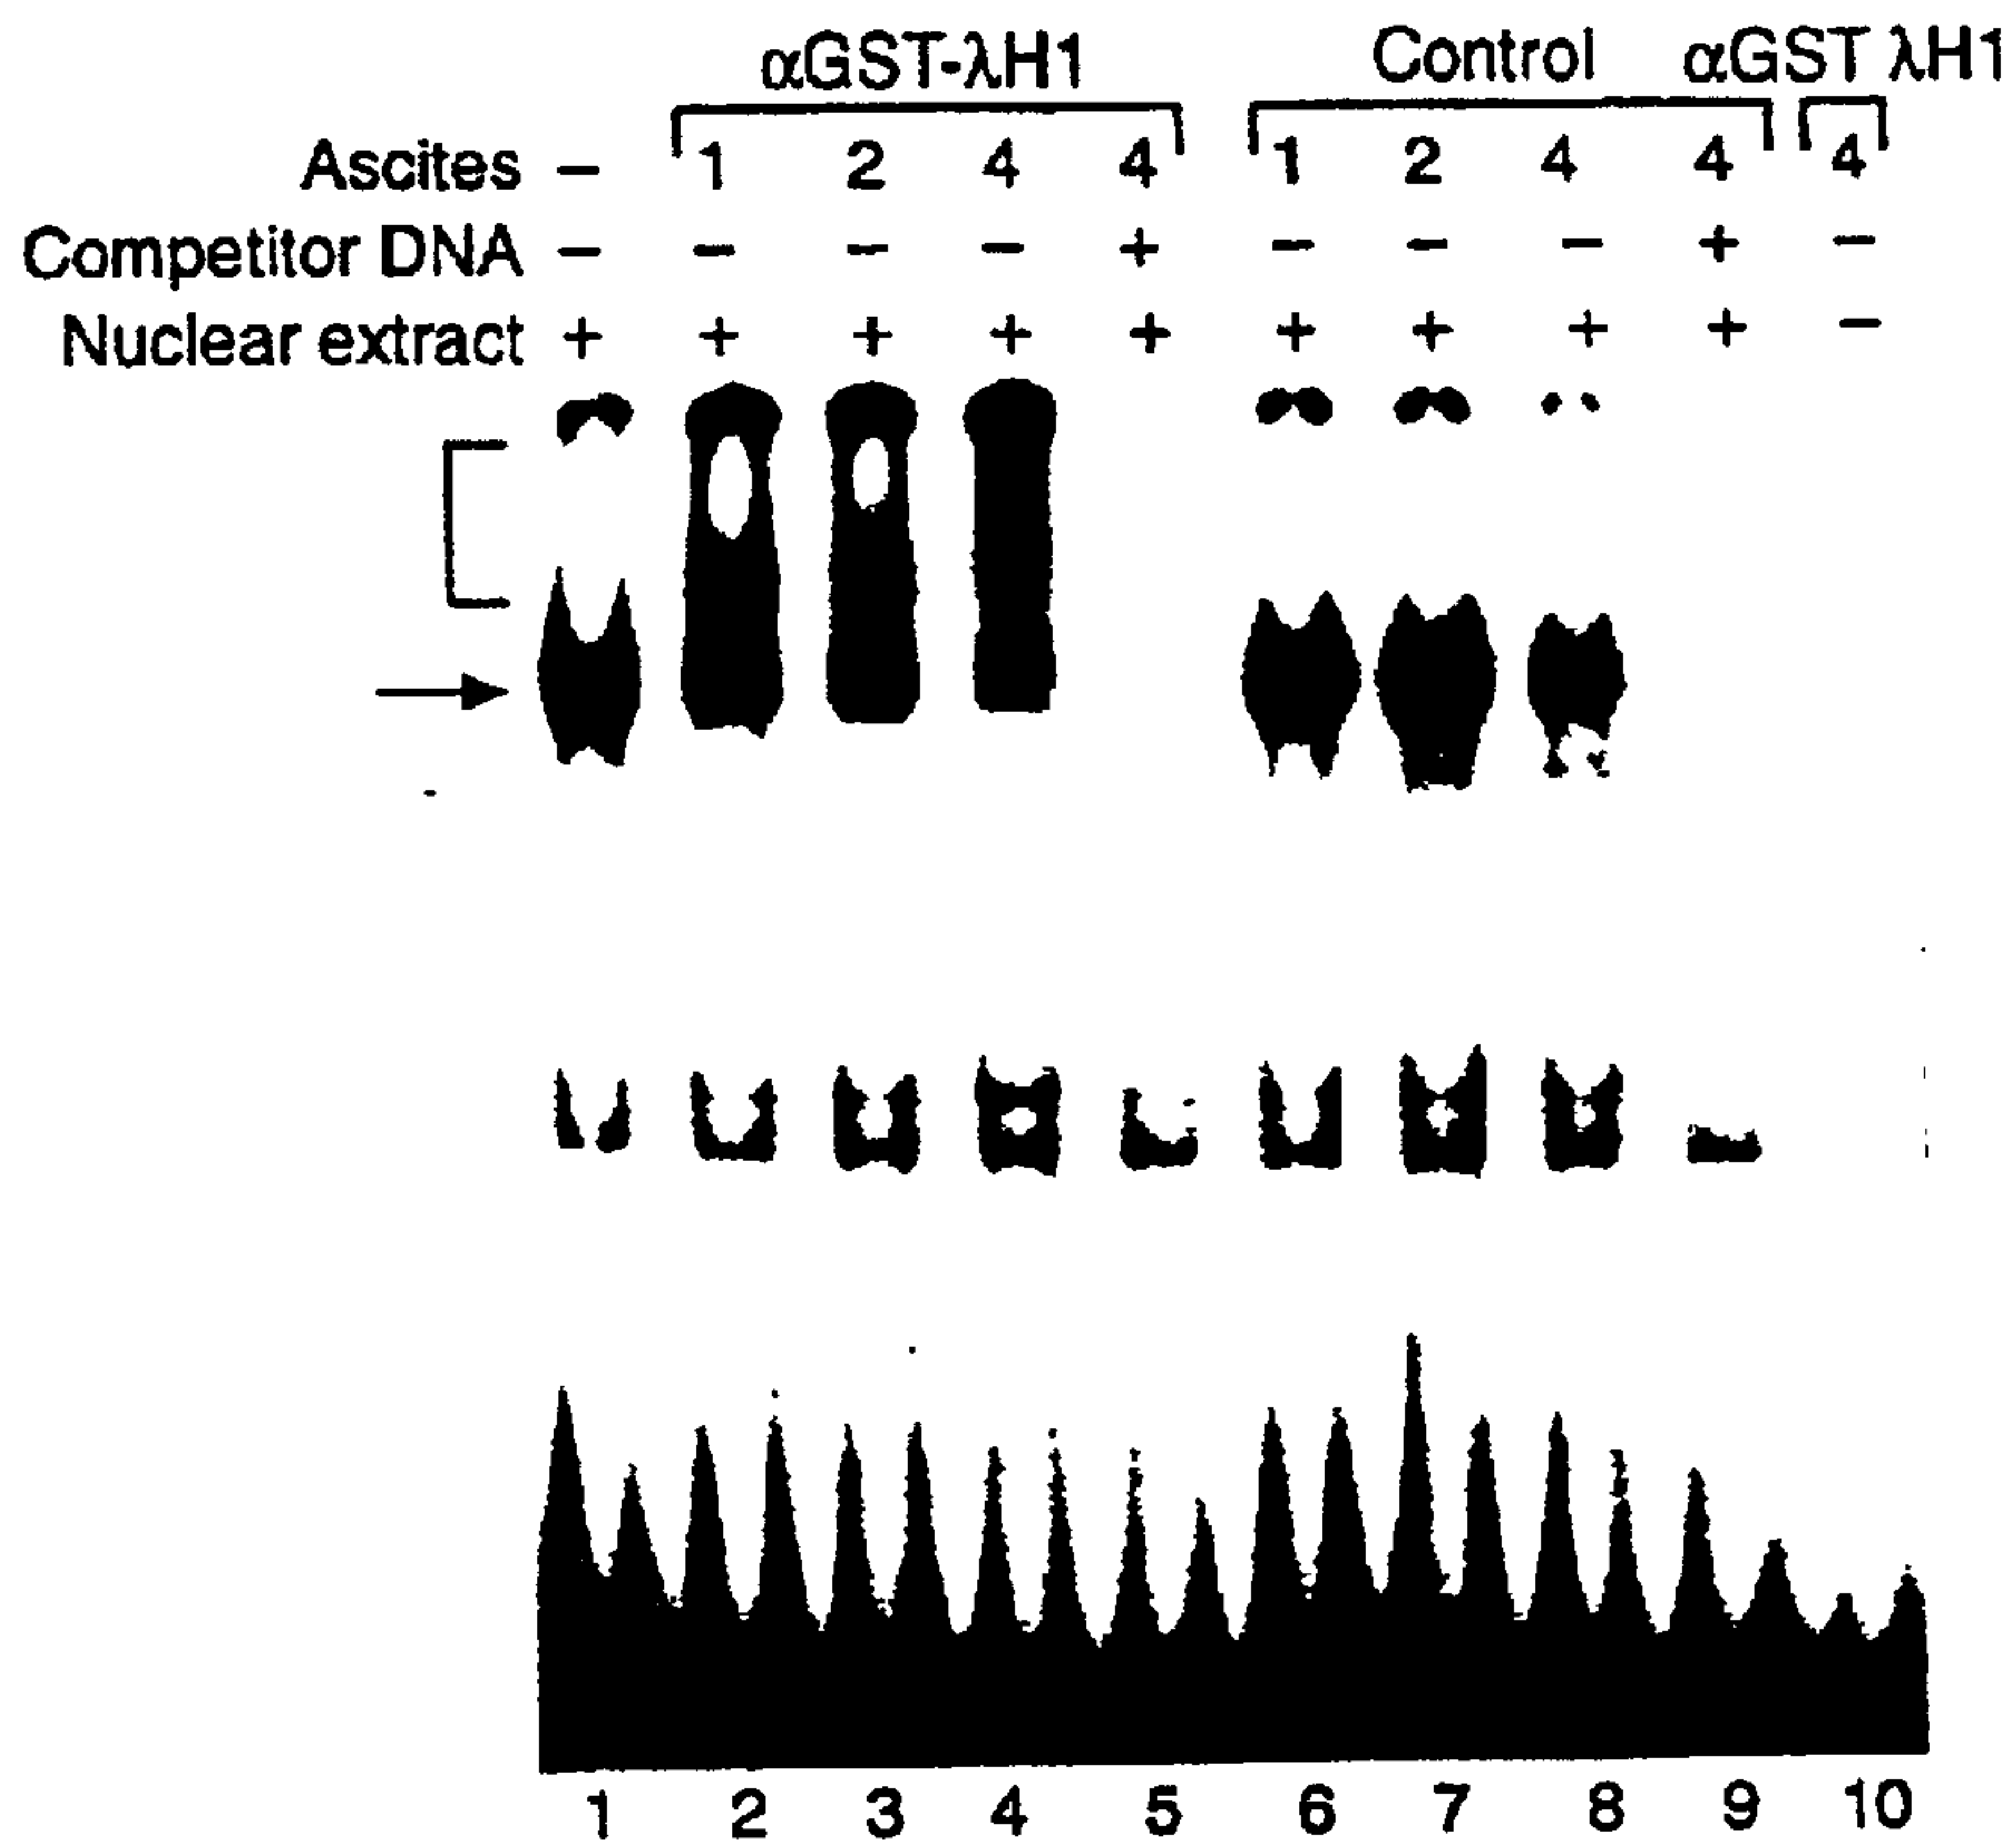 αGST-λH1 Control αGST λH1
Ascites – 1 2 4 4 1 2 4 4 4
Competitor DNA – – – – + – – – + –
Nuclear extract + + + + + + + + + –
1 2 3 4 5 6 7 8 9 10